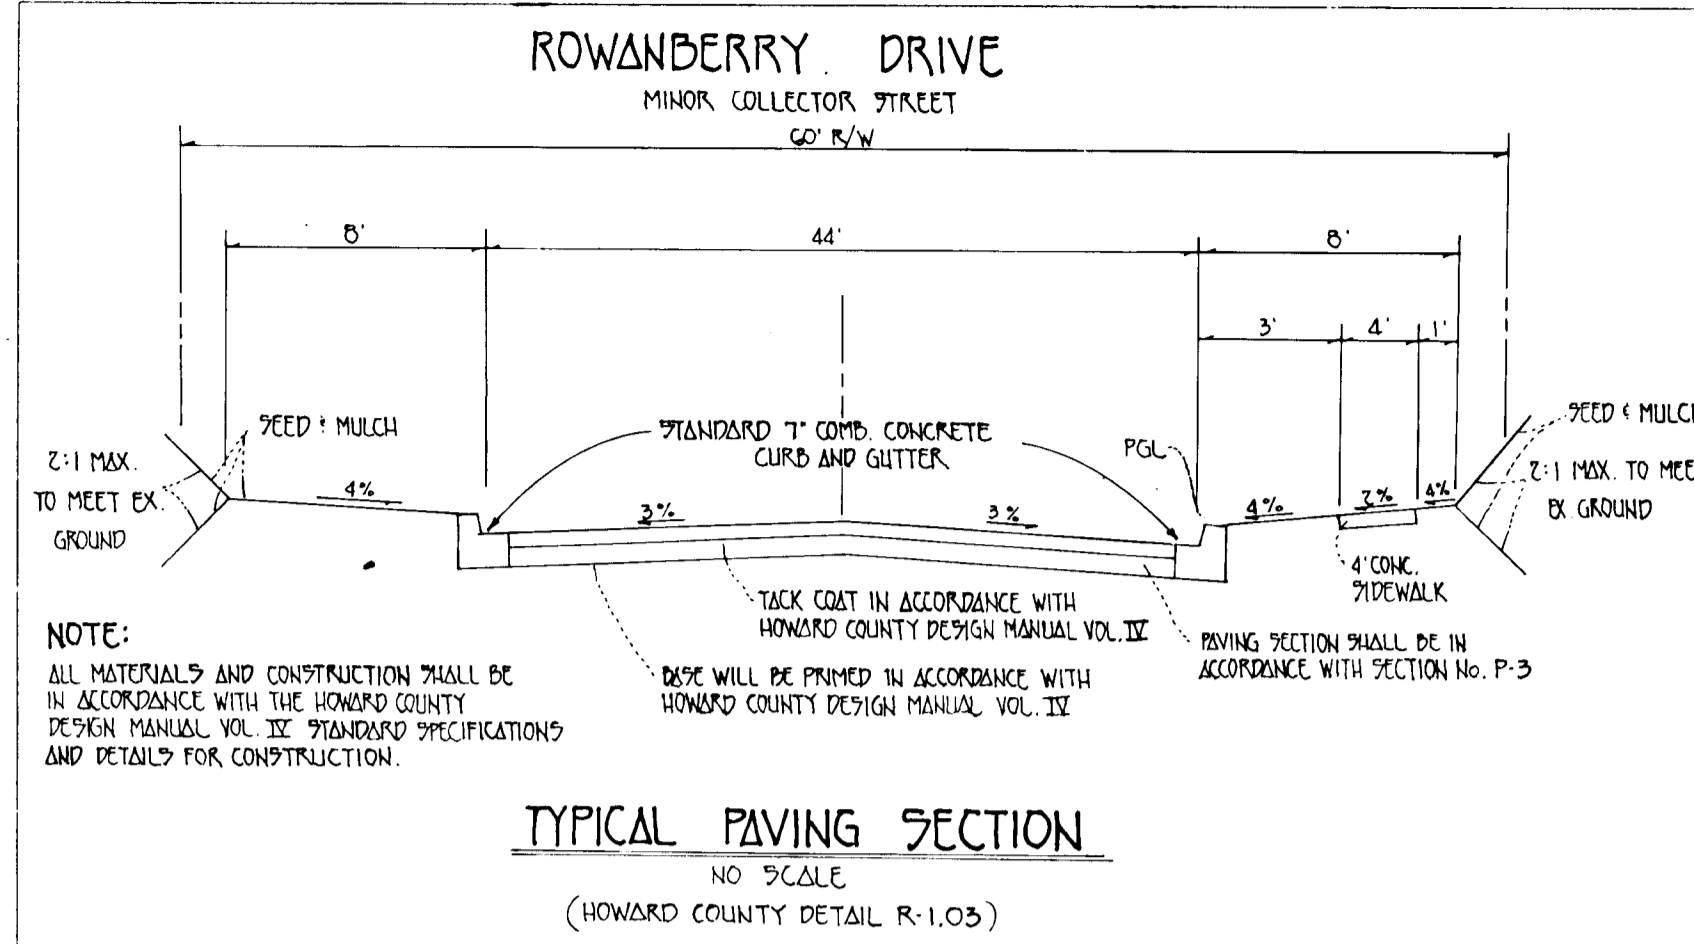 ROWANBERRY DRIVE
MINOR COLLECTOR STREET
60' R/W
8'
44'
8'
3'
4'
1'
SEED & MULCH
STANDARD 7" COMB. CONCRETE
CURB AND GUTTER
PGL
SEED & MULCH
2:1 MAX.
TO MEET EX.
GROUND
2:1 MAX. TO MEE
EX. GROUND
4%
3%
3%
4%
2%
4%
4' CONC.
SIDEWALK
TACK COAT IN ACCORDANCE WITH
HOWARD COUNTY DESIGN MANUAL VOL. IV
PAVING SECTION SHALL BE IN
ACCORDANCE WITH SECTION No. P-3
BASE WILL BE PRIMED IN ACCORDANCE WITH
HOWARD COUNTY DESIGN MANUAL VOL. IV
NOTE:
ALL MATERIALS AND CONSTRUCTION SHALL BE
IN ACCORDANCE WITH THE HOWARD COUNTY
DESIGN MANUAL VOL. IV STANDARD SPECIFICATIONS
AND DETAILS FOR CONSTRUCTION.
TYPICAL PAVING SECTION
NO SCALE
(HOWARD COUNTY DETAIL R-1.03)